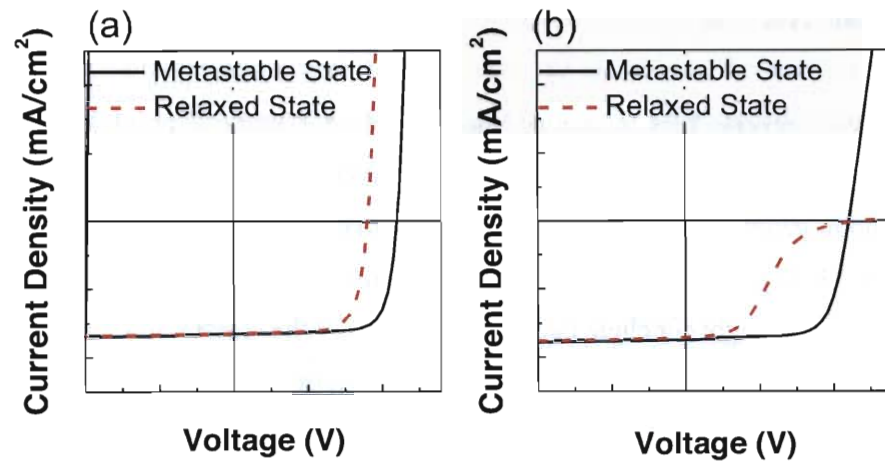 (a)
Metastable State
Relaxed State
Current Density (mA/cm²)
Voltage (V)
(b)
Metastable State
Relaxed State
Current Density (mA/cm²)
Voltage (V)